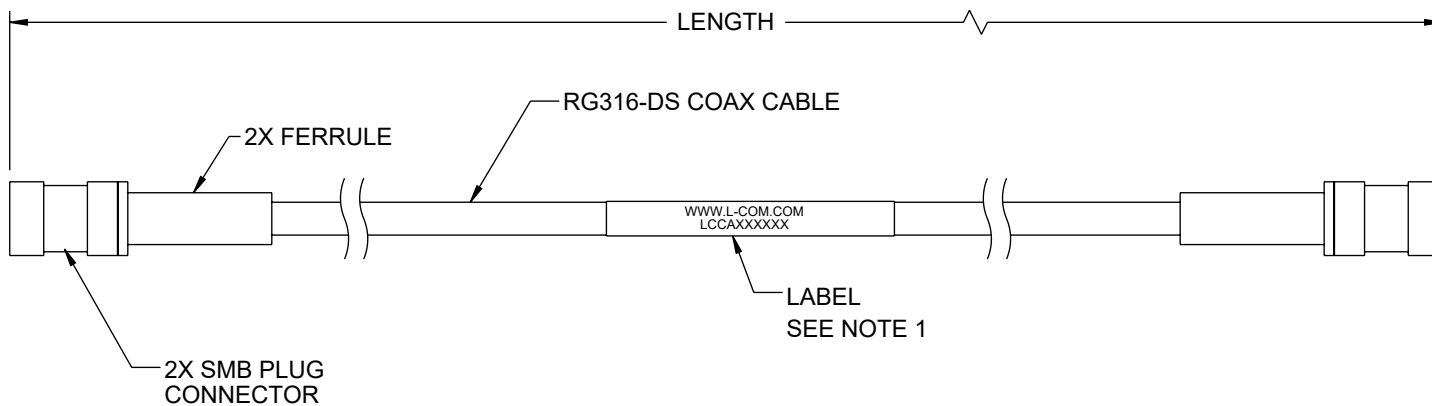 LENGTH
RG316-DS COAX CABLE
2X FERRULE
WWW.L-COM.COM
LCCAXXXXXX
LABEL
SEE NOTE 1
2X SMB PLUG
CONNECTOR